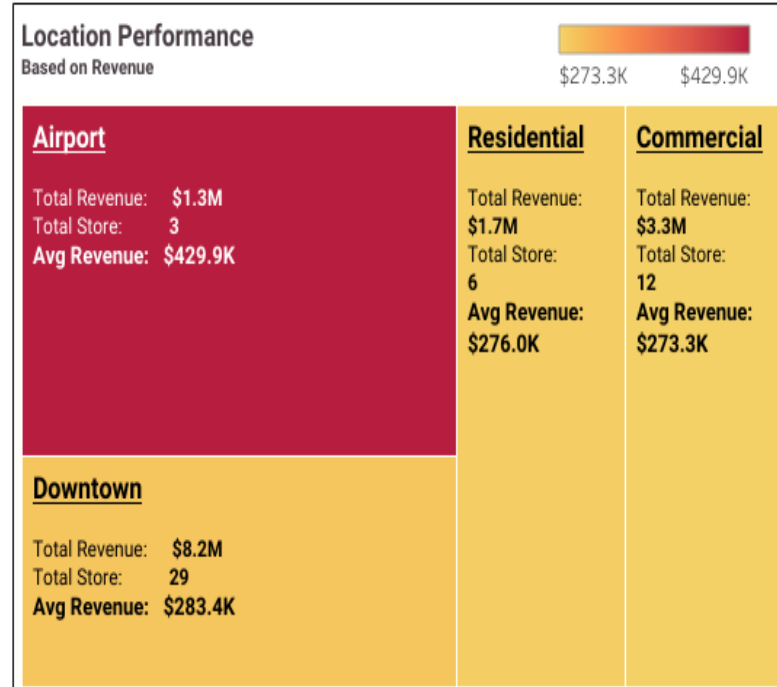 Location Performance
Based on Revenue
$273.3K $429.9K
Airport
Total Revenue: $1.3M
Total Store: 3
Avg Revenue: $429.9K
Downtown
Total Revenue: $8.2M
Total Store: 29
Avg Revenue: $283.4K
Residential
Total Revenue:
$1.7M
Total Store:
6
Avg Revenue:
$276.0K
Commercial
Total Revenue:
$3.3M
Total Store:
12
Avg Revenue:
$273.3K